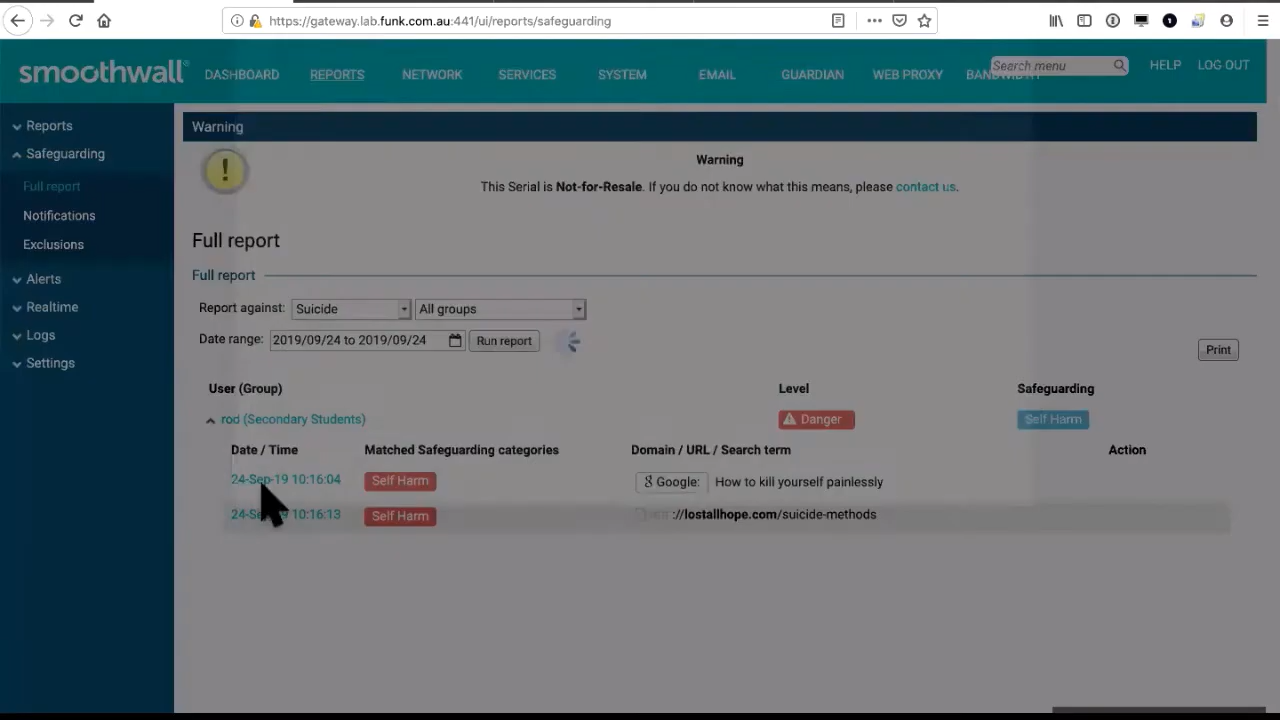 https://gateway.lab.funk.com.au:441/ui/reports/safeguarding
smoothwall
DASHBOARD REPORTS NETWORK SERVICES SYSTEM EMAIL GUARDIAN WEB PROXY BANDWIDTH
Search menu
HELP LOG OUT
Reports
Safeguarding
Full report
Notifications
Exclusions
Alerts
Realtime
Logs
Settings
Warning
Warning
This Serial is Not-for-Resale. If you do not know what this means, please contact us.
Full report
Full report
Report against: Suicide All groups
Date range: 2019/09/24 to 2019/09/24 Run report
Print
User (Group) Level Safeguarding
rod (Secondary Students) Danger Self Harm
Date / Time Matched Safeguarding categories Domain / URL / Search term Action
24-Sep-19 10:16:04 Self Harm Google: How to kill yourself painlessly
24-Se 9 10:16:13 Self Harm ://lostallhope.com/suicide-methods